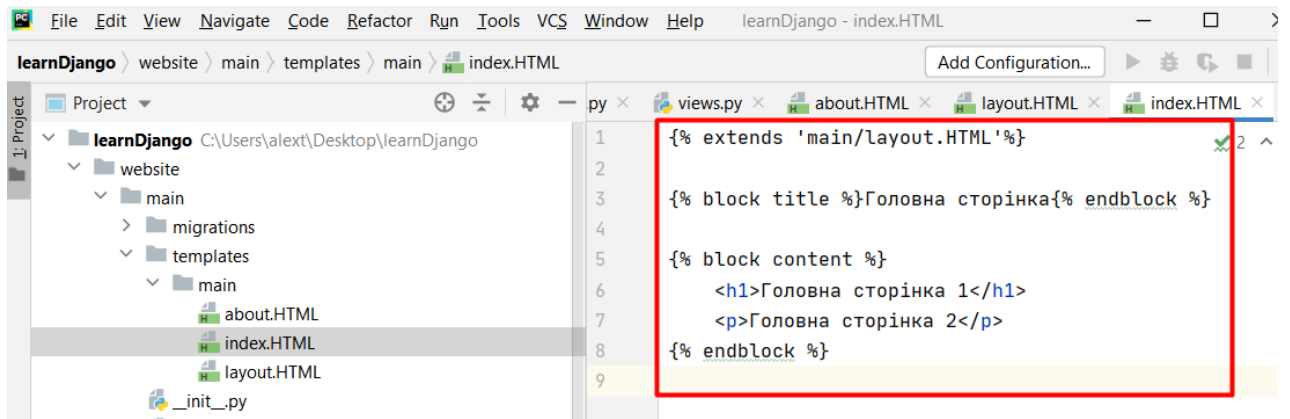 PC File Edit View Navigate Code Refactor Run Tools VCS Window Help learnDjango - index.HTML
learnDjango website main templates main index.HTML Add Configuration...
1: Project
Project .py views.py about.HTML layout.HTML index.HTML
learnDjango C:\Users\alext\Desktop\learnDjango
website
main
migrations
templates
main
about.HTML
index.HTML
layout.HTML
__init__.py
1 {% extends 'main/layout.HTML'%} 2
2
3 {% block title %}Головна сторінка{% endblock %}
4
5 {% block content %}
6 <h1>Головна сторінка 1</h1>
7 <p>Головна сторінка 2</p>
8 {% endblock %}
9